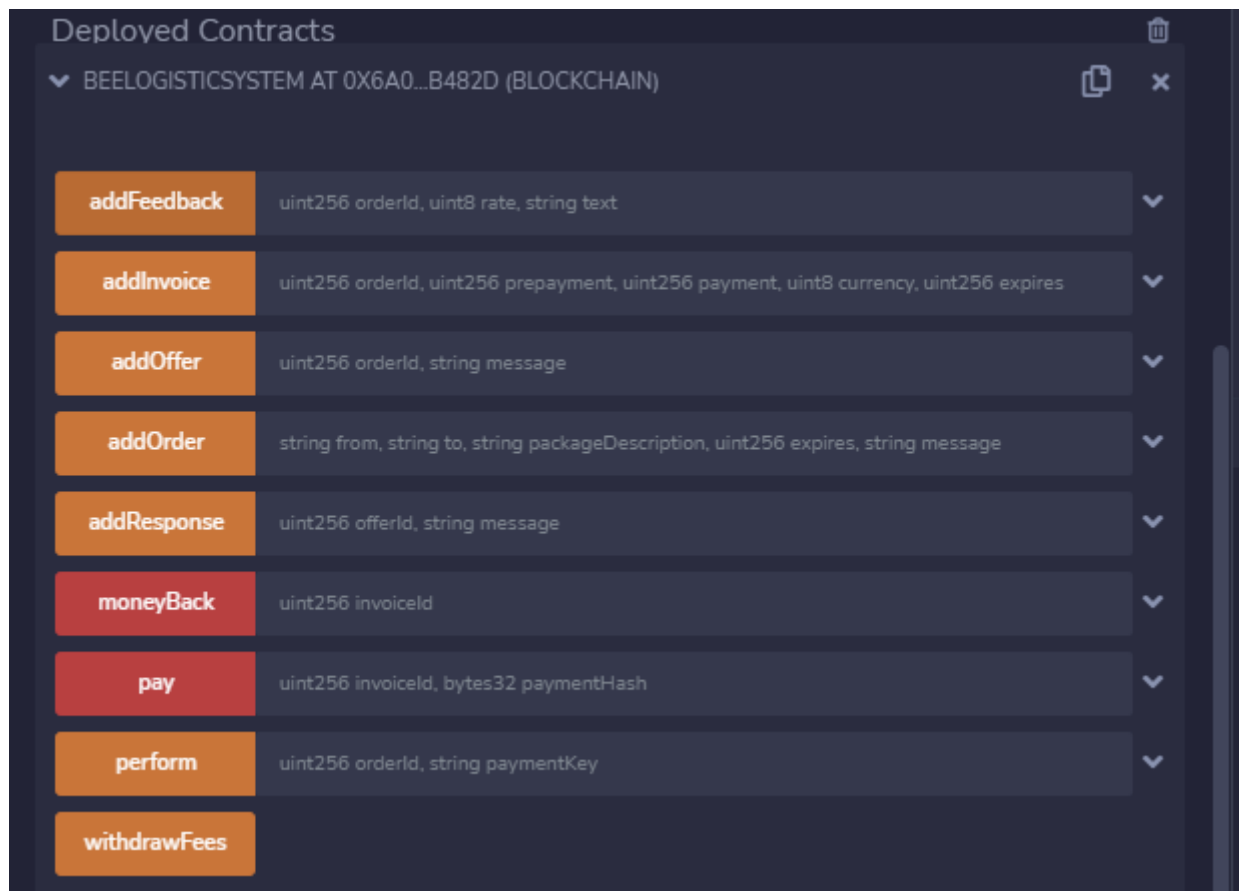 Deployed Contracts
BEELOGISTICSYSTEM AT 0X6A0...B482D (BLOCKCHAIN)
addFeedback uint256 orderId, uint8 rate, string text
addInvoice uint256 orderId, uint256 prepayment, uint256 payment, uint8 currency, uint256 expires
addOffer uint256 orderId, string message
addOrder string from, string to, string packageDescription, uint256 expires, string message
addResponse uint256 offerId, string message
moneyBack uint256 invoiceId
pay uint256 invoiceId, bytes32 paymentHash
perform uint256 orderId, string paymentKey
withdrawFees